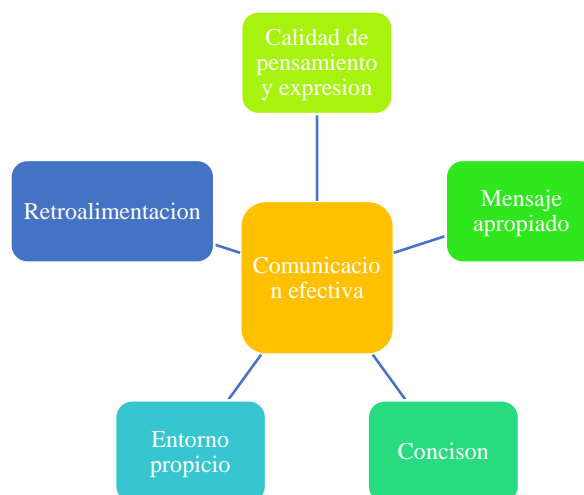 Calidad de
pensamiento
y expresion
Mensaje
apropiado
Retroalimentacion
Comunicacio
n efectiva
Entorno
propicio
Concison